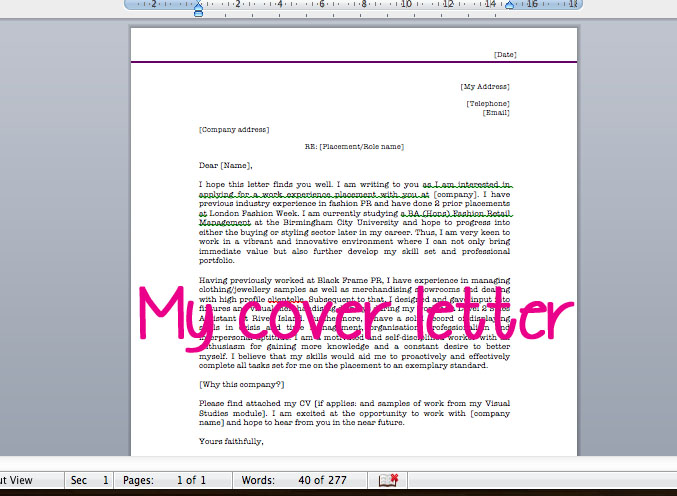 2 2 4 6 8 10 12 14 16 18
[Date]
[My Address]
[Telephone]
[Email]
[Company address]
RE: [Placement/Role name]
Dear [Name],
I hope this letter finds you well. I am writing to you as I am interested in
applying for a work experience placement with you at [company]. I have
previous industry experience in fashion PR and have done 2 prior placements
at London Fashion Week. I am currently studying a BA (Hons) Fashion Retail
Management at the Birmingham City University and hope to progress into
either the buying or styling sector later in my career. Thus, I am very keen to
work in a vibrant and innovative environment where I can not only bring
immediate value but also further develop my skill set and professional
portfolio.
Having previously worked at Black Frame PR, I have experience in managing
clothing/jewellery samples as well as merchandising showrooms and dealing
with high profile clientelle. Subsequent to that, I designed and gave input into
fixtures and visual my Level 2 Sales
Assistant at River Island. Furthermore, I have a solid record of displaying
skills in crisis and time management, organisation, professionalism and
interpersonal aptitude. I am a motivated and self-disciplined worker with
enthusiasm for gaining more knowledge and a constant desire to better
myself. I believe that my skills would aid me to proactively and effectively
complete all tasks set for me on the placement to an exemplary standard.
My cover letter
[Why this company?]
Please find attached my CV [if applies: and samples of work from my Visual
Studies module]. I am excited at the opportunity to work with [company
name] and hope to hear from you in the near future.
Yours faithfully,
ut View Sec 1 Pages: 1 of 1 Words: 40 of 277